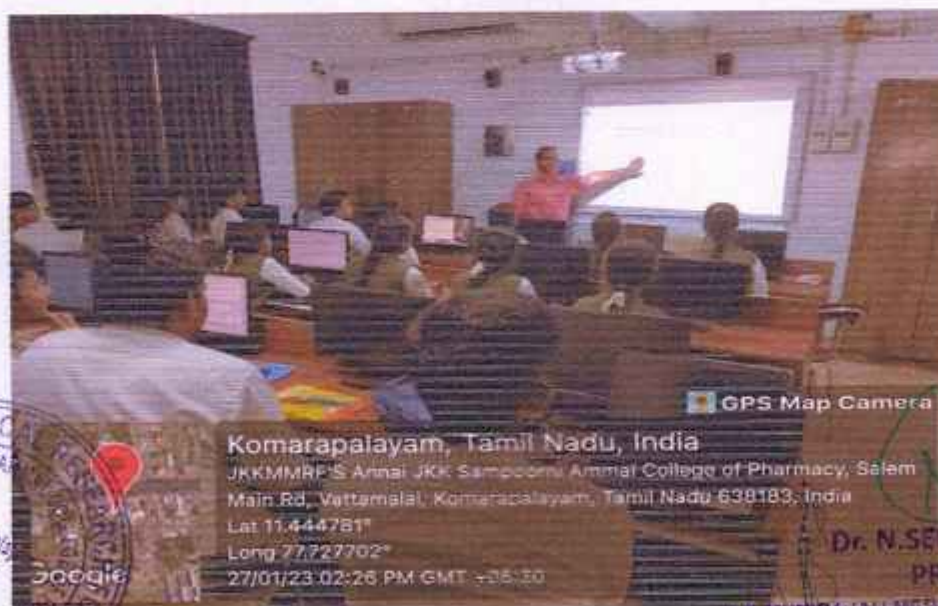 GPS Map Camera
Komarapalayam, Tamil Nadu, India
JKKMMRF'S Annai JKK Sampoorni Ammal College of Pharmacy, Salem
Main Rd, Vattamalai, Komarapalayam, Tamil Nadu 638183, India
Lat 11.444781°
Long 77.727702°
27/01/23 02:26 PM GMT +05:30
Google
Dr. N.SE
PR